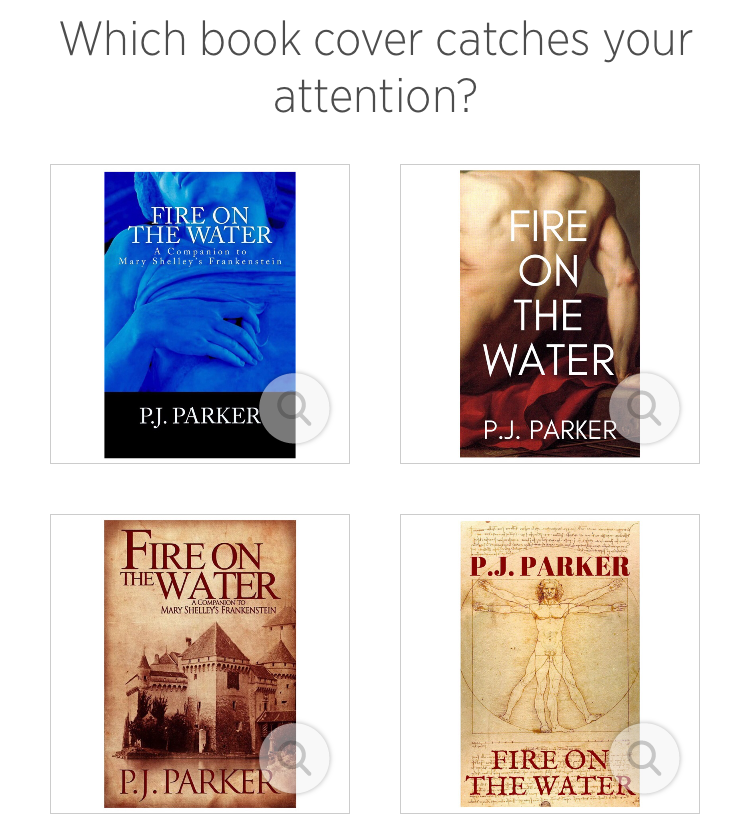 Which book cover catches your
attention?
FIRE ON
THE WATER
A Companion to
Mary Shelley's Frankenstein
P.J. PARKER
FIRE
ON
THE
WATER
P.J. PARKER
FIRE ON
THE WATER
A COMPANION TO
MARY SHELLEY'S FRANKENSTEIN
P.J. PARKER
P.J. PARKER
FIRE ON
THE WATER